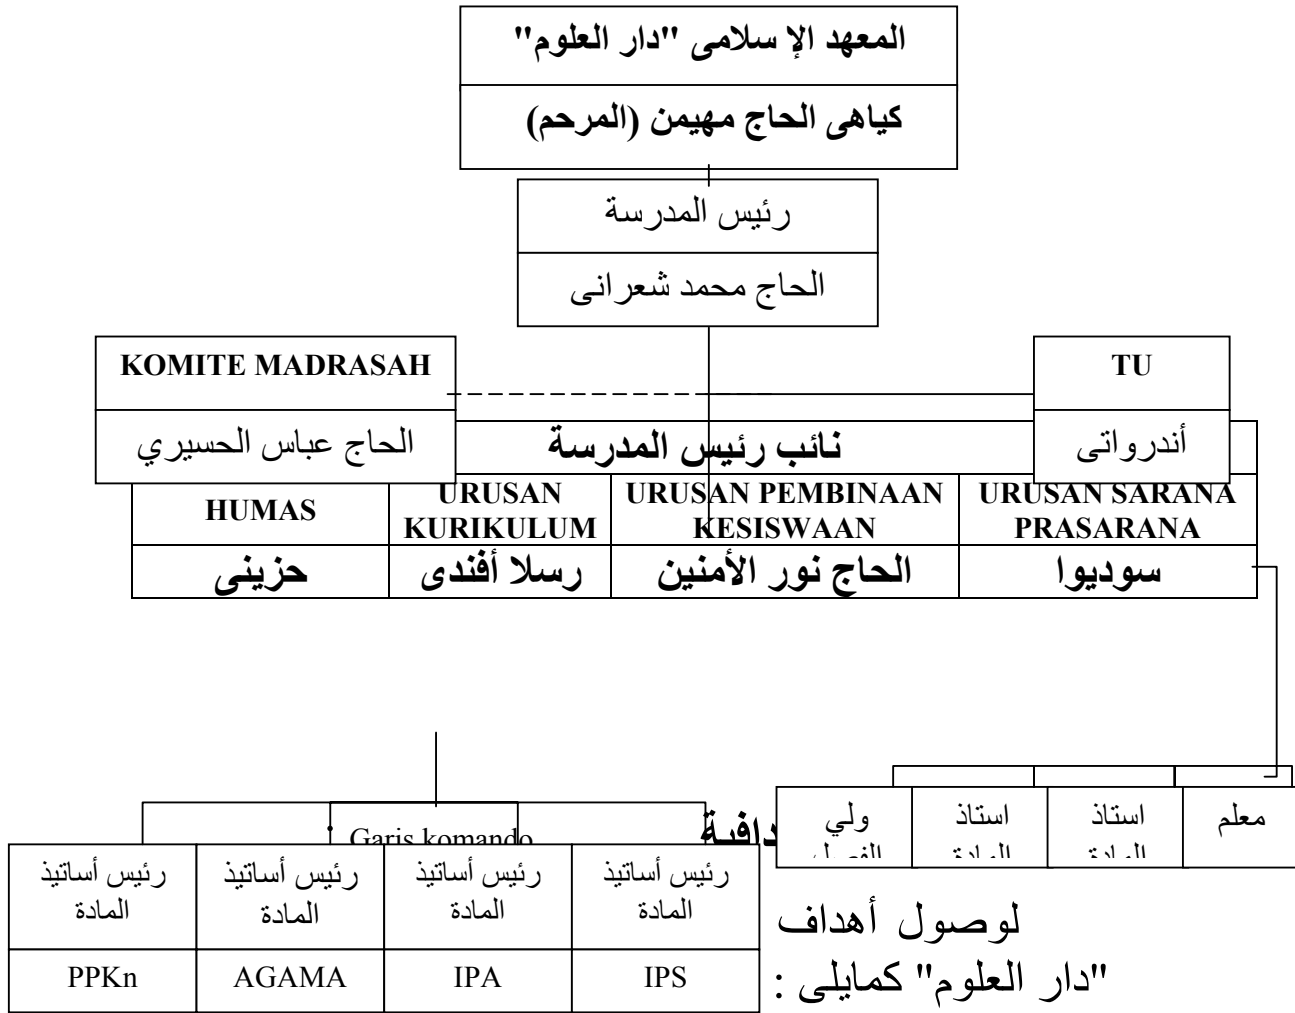 المعهد الإ سلامى "دار العلوم"
كياهى الحاج مهيمن (المرحم)
رئيس المدرسة
الحاج محمد شعرانى
KOMITE MADRASAH
الحاج عباس الحسيري
TU
أندرواتى
نائب رئيس المدرسة
HUMAS
URUSAN
KURIKULUM
URUSAN PEMBINAAN
KESISWAAN
URUSAN SARANA
PRASARANA
حزينى
رسلا أفندى
الحاج نور الأمنين
سوديوا
معلم
استاذ
المادة
استاذ
المادة
ولي
الفصل
Garis komando
رئيس أساتيذ
المادة
PPKn
رئيس أساتيذ
المادة
AGAMA
رئيس أساتيذ
المادة
IPA
رئيس أساتيذ
المادة
IPS
لوصول أهداف
"دار العلوم" كمايلى :